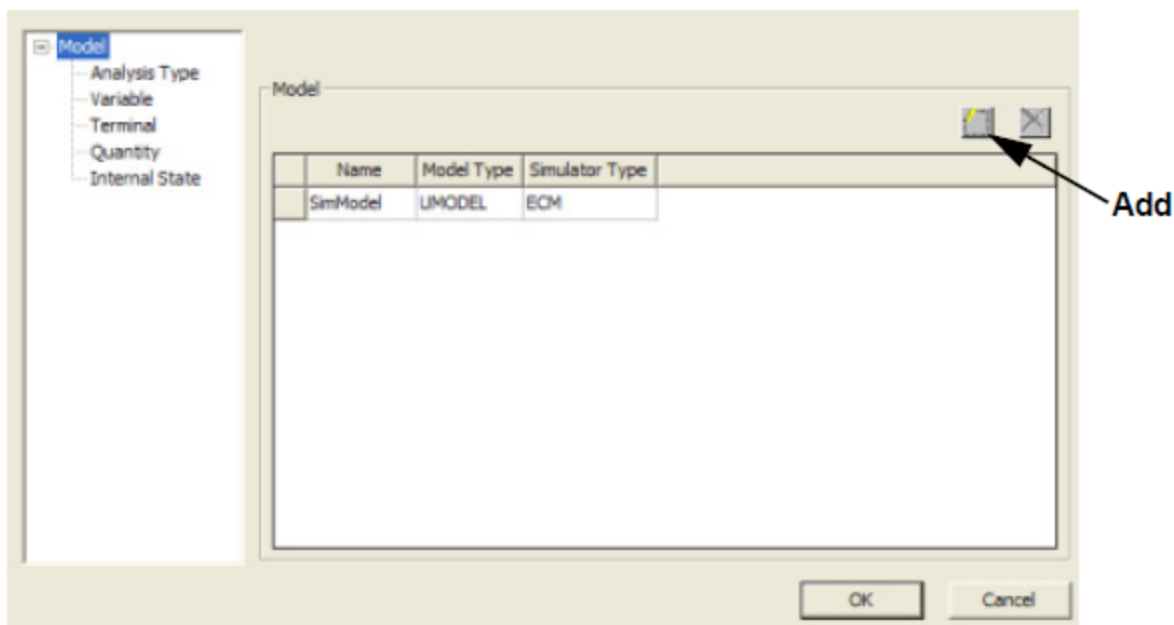 Model
Analysis Type
Variable
Terminal
Quantity
Internal State
Model
Add
Name Model Type Simulator Type
SimModel UMODEL ECM
OK Cancel